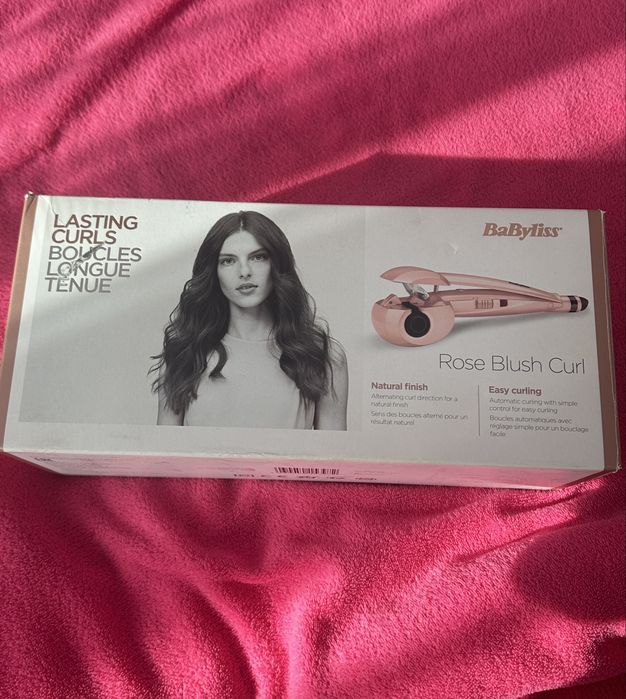 LASTING
CURLS
BOUCLES
LONGUE
TENUE
BaByliss
Rose Blush Curl
Natural finish
Alternating curl direction for a
natural finish
Sens des boucles alterné pour un
résultat naturel
Easy curling
Automatic curling with simple
control for easy curling
Boucles automatiques avec
réglage simple pour un bouclage
facile